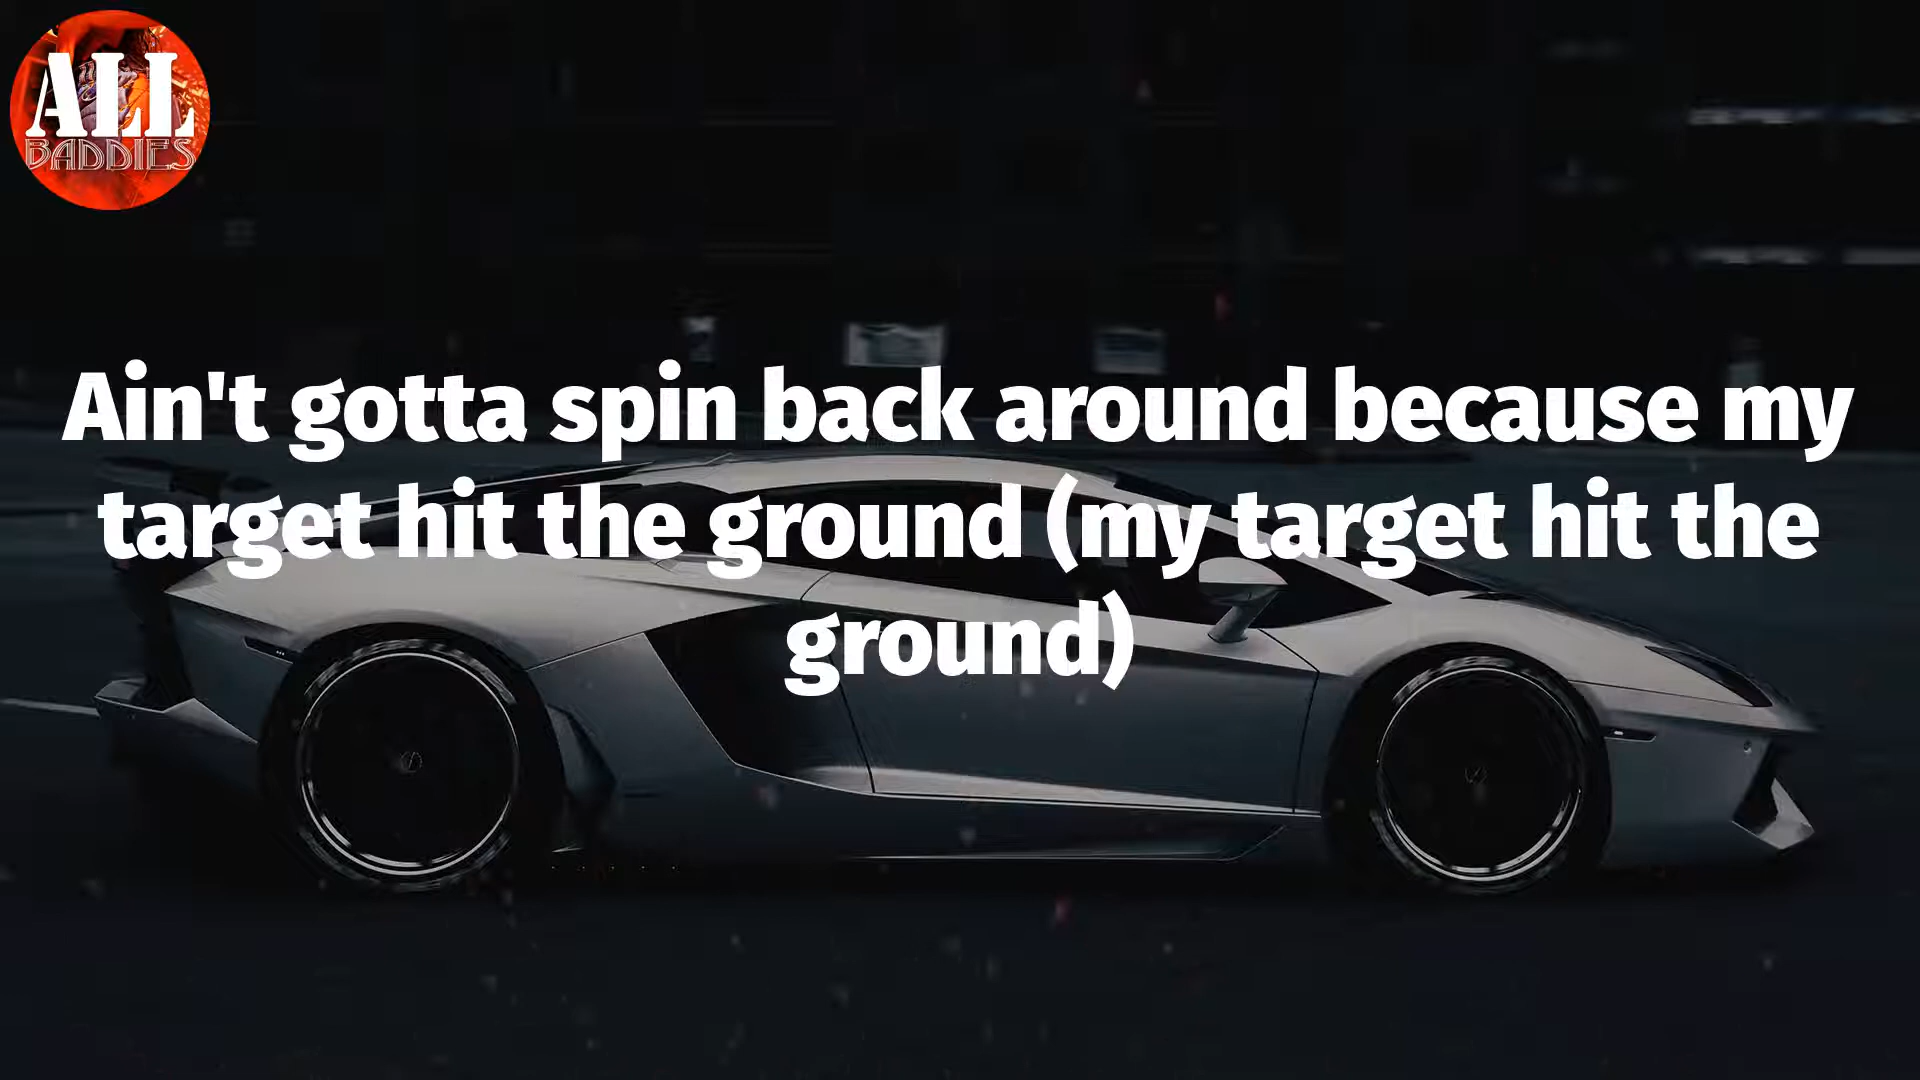 ALL
BADDIES
Ain't gotta spin back around because my
target hit the ground (my target hit the
ground)